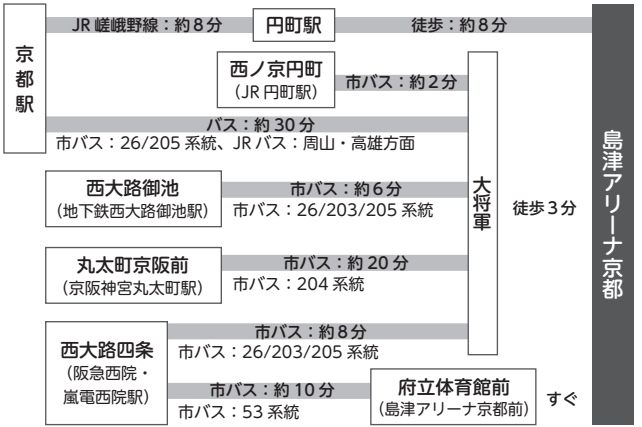 京都駅
JR 嵯峨野線：約８分
円町駅
徒歩：約８分
西ノ京円町
（JR 円町駅）
市バス：約２分
バス：約 30 分
市バス：26/205 系統、JR バス：周山・高雄方面
西大路御池
（地下鉄西大路御池駅）
市バス：約６分
市バス：26/203/205 系統
大将軍
徒歩３分
島津アリーナ京都
丸太町京阪前
（京阪神宮丸太町駅）
市バス：約 20 分
市バス：204 系統
西大路四条
（阪急西院・
嵐電西院駅）
市バス：約８分
市バス：26/203/205 系統
市バス：約 10 分
市バス：53 系統
府立体育館前
（島津アリーナ京都前）
すぐ